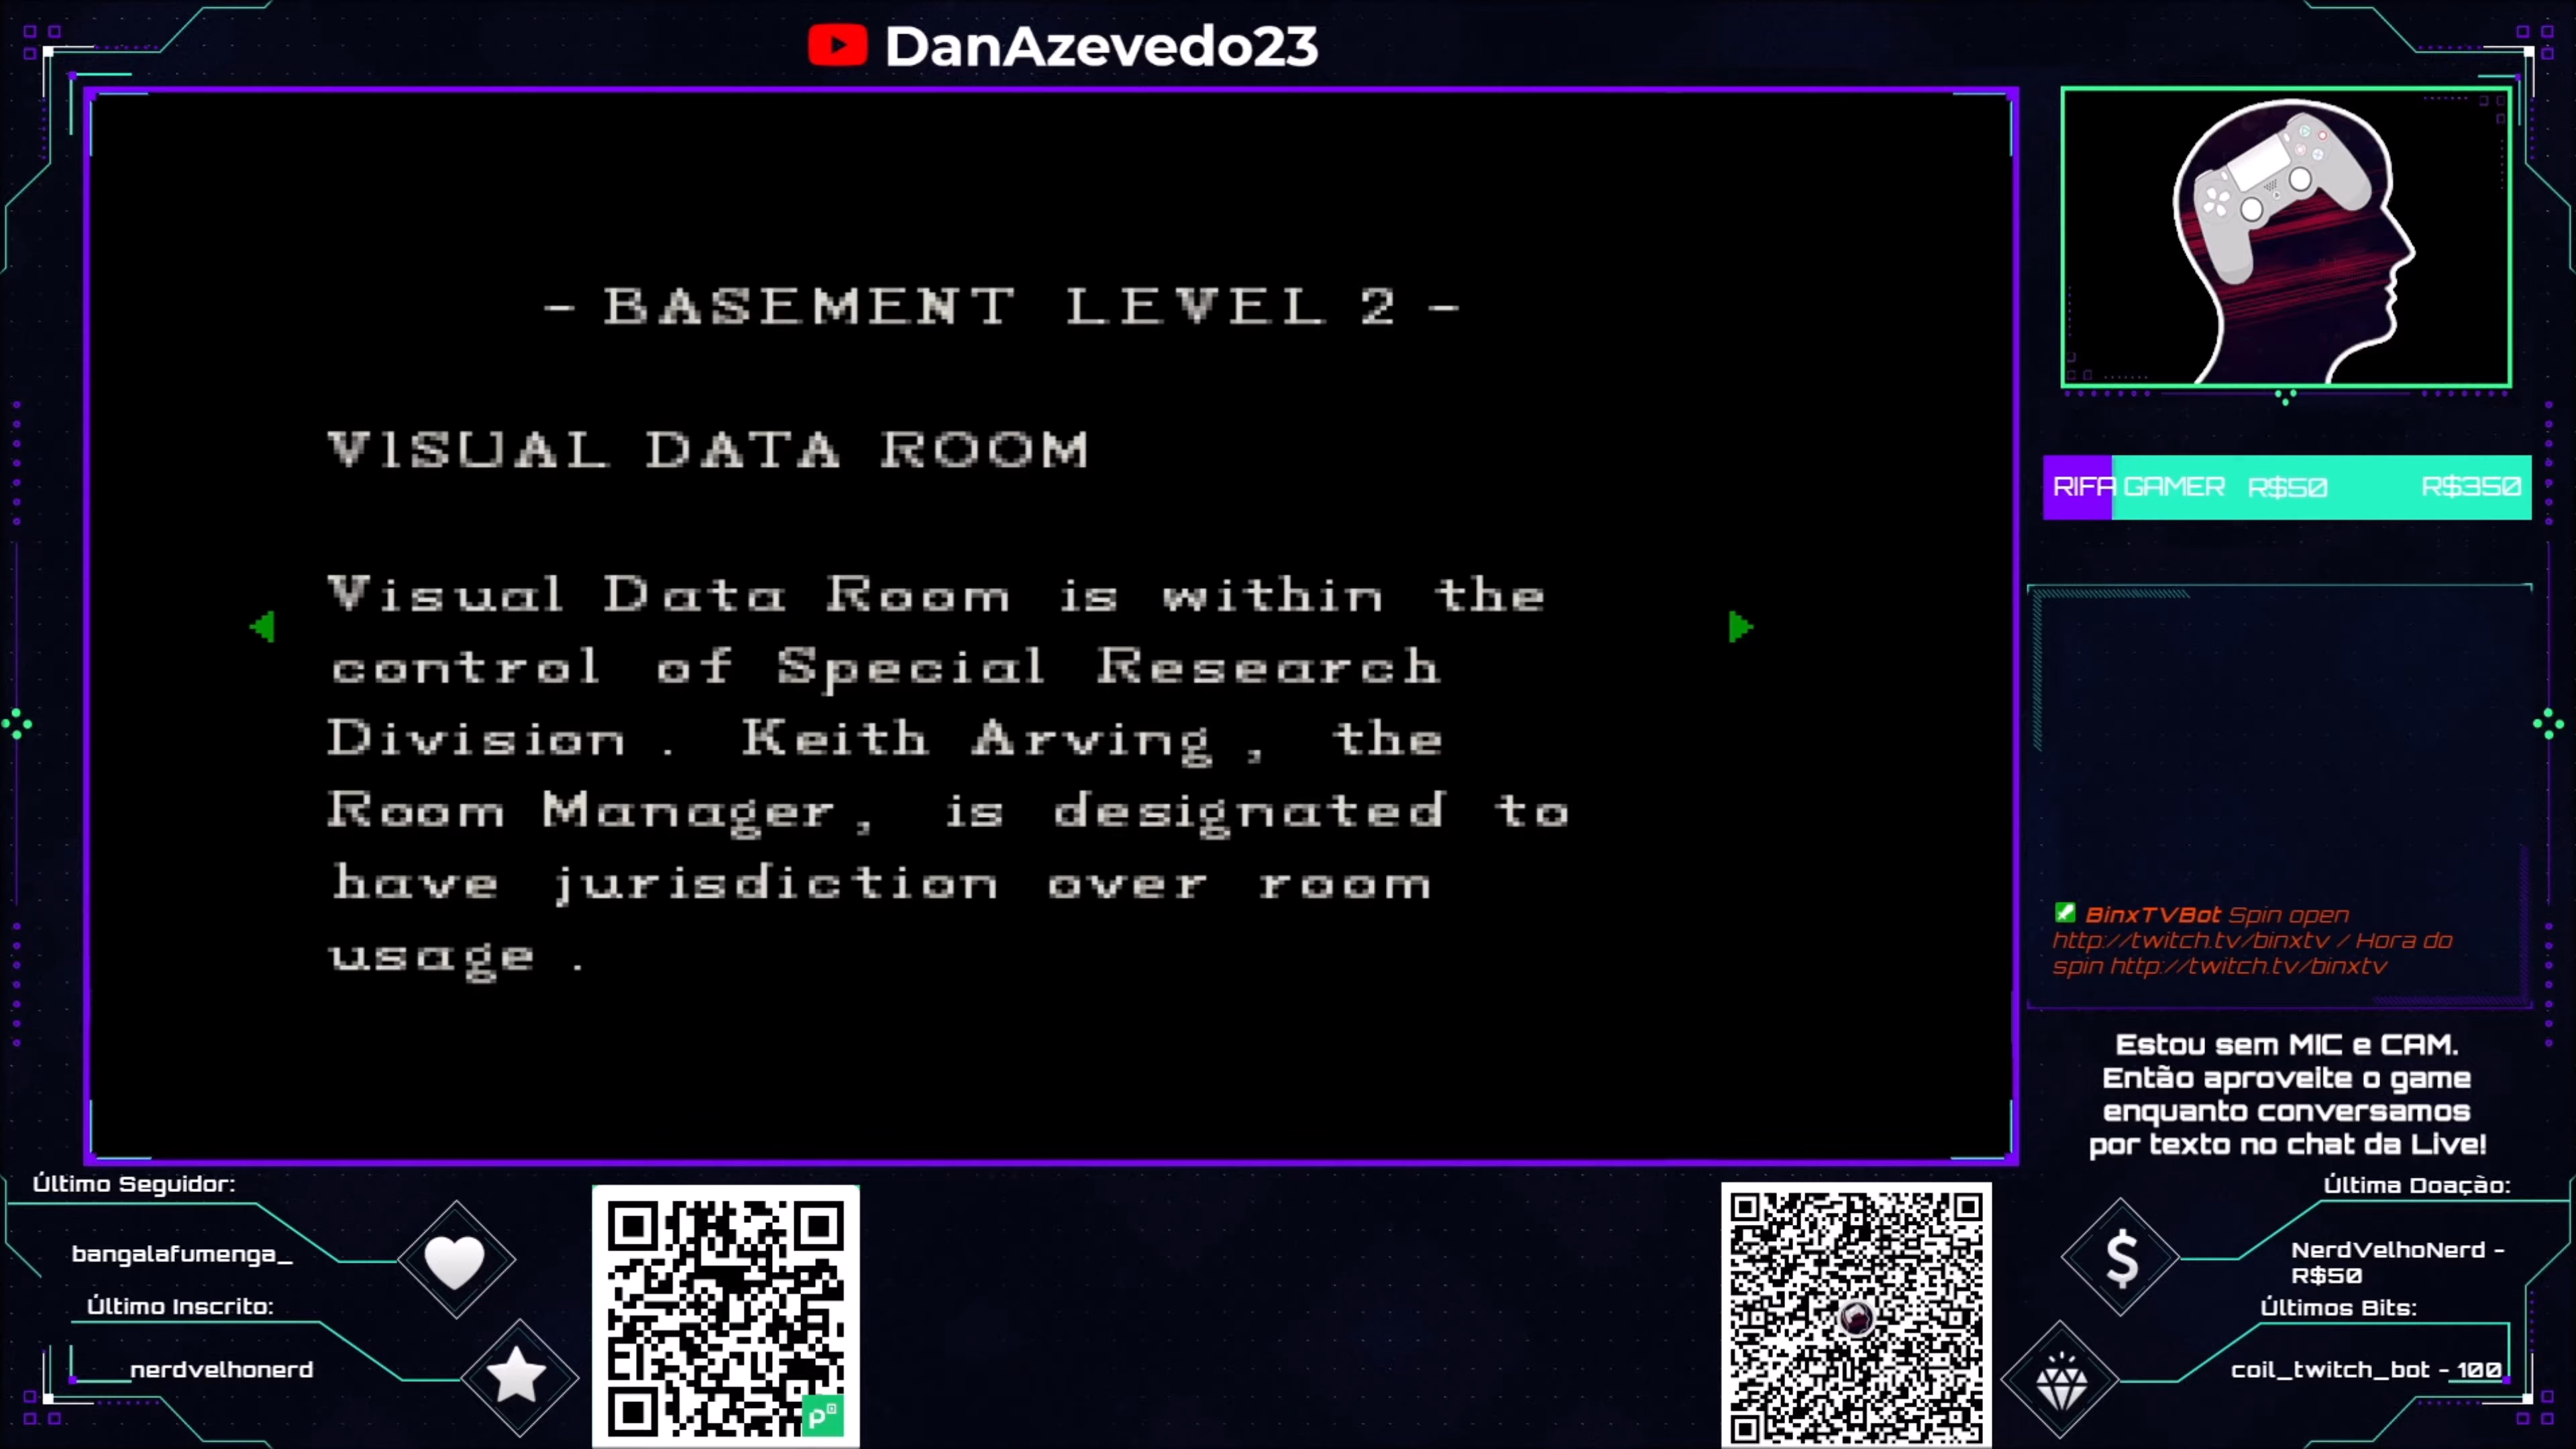 DanAzevedo23
- BASEMENT LEVEL 2 -
VISUAL DATA ROOM
Visual Data Room is within the
control of Special Research
Division . Keith Arving , the
Room Manager, is designated to
have jurisdiction over room
usage .
RIFA GAMER R$50 R$350
BinxTVBot Spin open
http://twitch.tv/binxtv / Hora do
spin http://twitch.tv/binxtv
Estou sem MIC e CAM.
Então aproveite o game
enquanto conversamos
por texto no chat da Live!
Último Seguidor:
bangalafumenga_
Último Inscrito:
nerdvelhonerd
Última Doação:
NerdVelhoNerd -
R$50
Últimos Bits:
coil_twitch_bot - 100